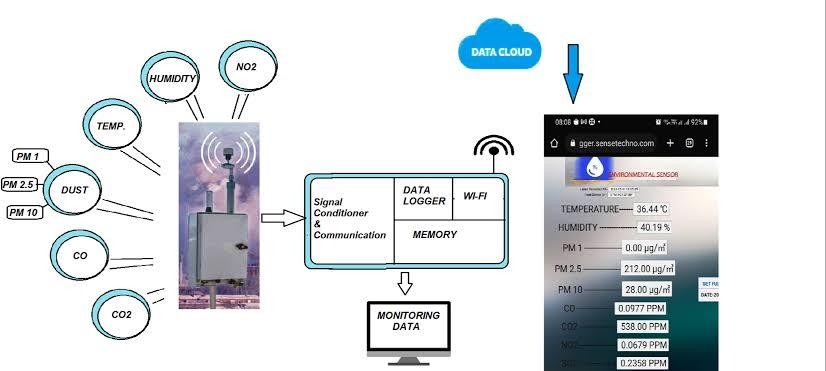 HUMIDITY
NO2
TEMP.
PM 1
PM 2.5
PM 10
DUST
CO
CO2
Signal
Conditioner
&
Communication
DATA
LOGGER
WI-FI
MEMORY
MONITORING
DATA
DATA CLOUD
08:08
92%
gger.sensetechno.com
ENVIRONMENTAL SENSOR
TEMPERATURE 36.44 °C
HUMIDITY 40.19 %
PM 1 0.00 µg/m³
PM 2.5 212.00 µg/m³
PM 10 28.00 µg/m³
CO 0.0977 PPM
CO2 538.00 PPM
NO2 0.0679 PPM
0.2358 PPM
DATE-20